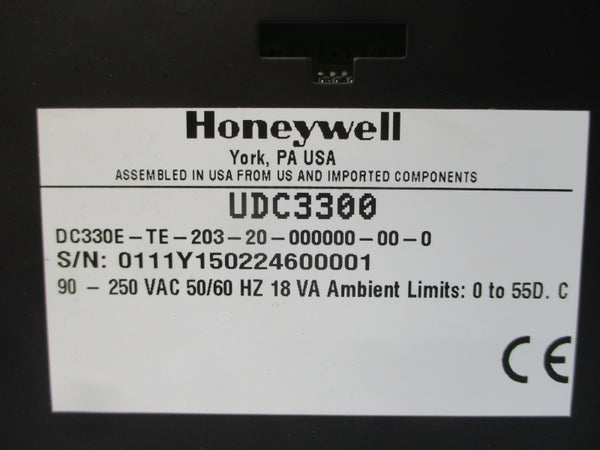 Honeywell
York, PA USA
ASSEMBLED IN USA FROM US AND IMPORTED COMPONENTS
UDC3300
DC330E-TE-203-20-000000-00-0
S/N: 0111Y150224600001
90 - 250 VAC 50/60 HZ 18 VA Ambient Limits: 0 to 55D. C
CE